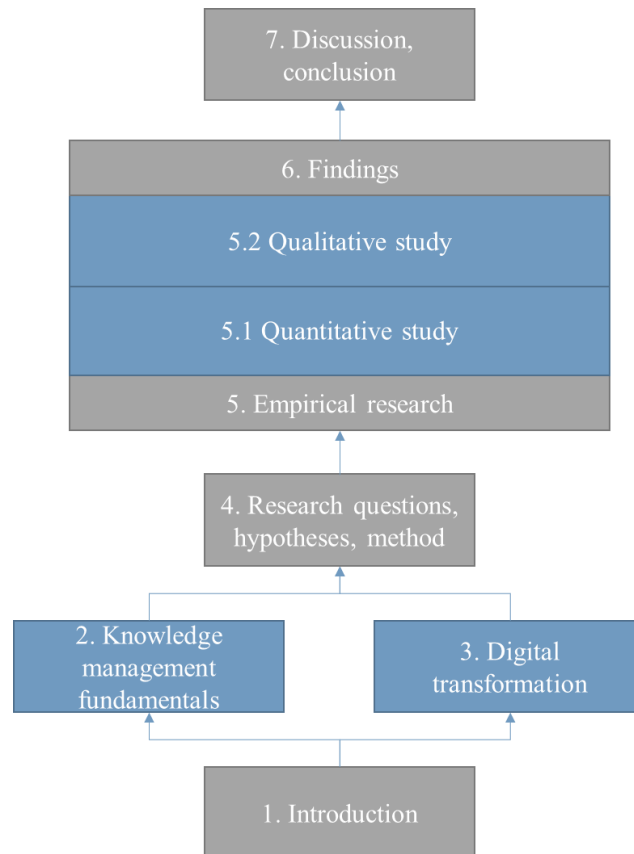 7. Discussion,
conclusion
6. Findings
5.2 Qualitative study
5.1 Quantitative study
5. Empirical research
4. Research questions,
hypotheses, method
2. Knowledge
management
fundamentals
3. Digital
transformation
1. Introduction